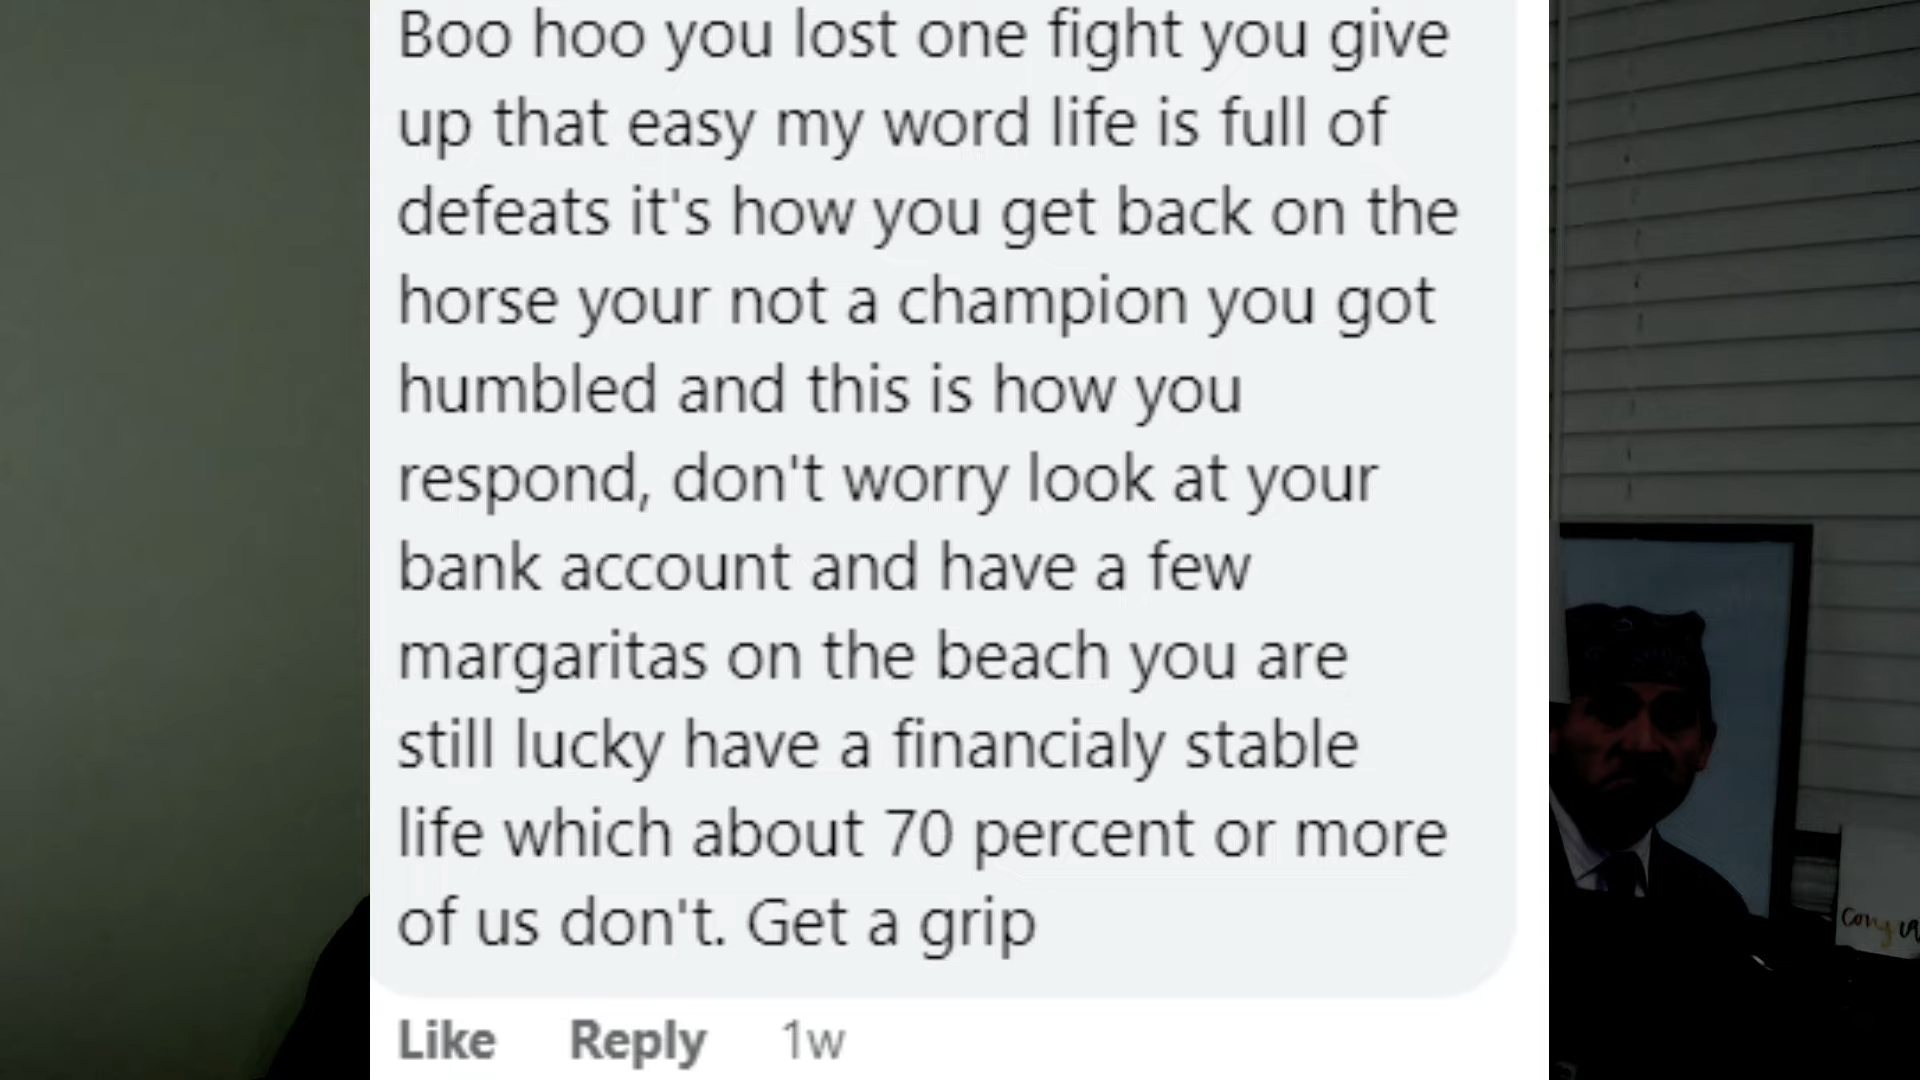 Boo hoo you lost one fight you give
up that easy my word life is full of
defeats it's how you get back on the
horse your not a champion you got
humbled and this is how you
respond, don't worry look at your
bank account and have a few
margaritas on the beach you are
still lucky have a financialy stable
life which about 70 percent or more
of us don't. Get a grip
Like Reply 1w